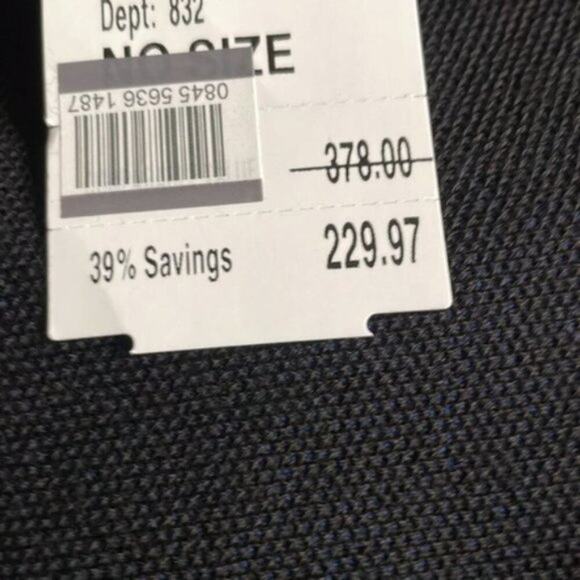 Dept: 832
NO SIZE
0845 5636 1487
378.00
39% Savings 229.97